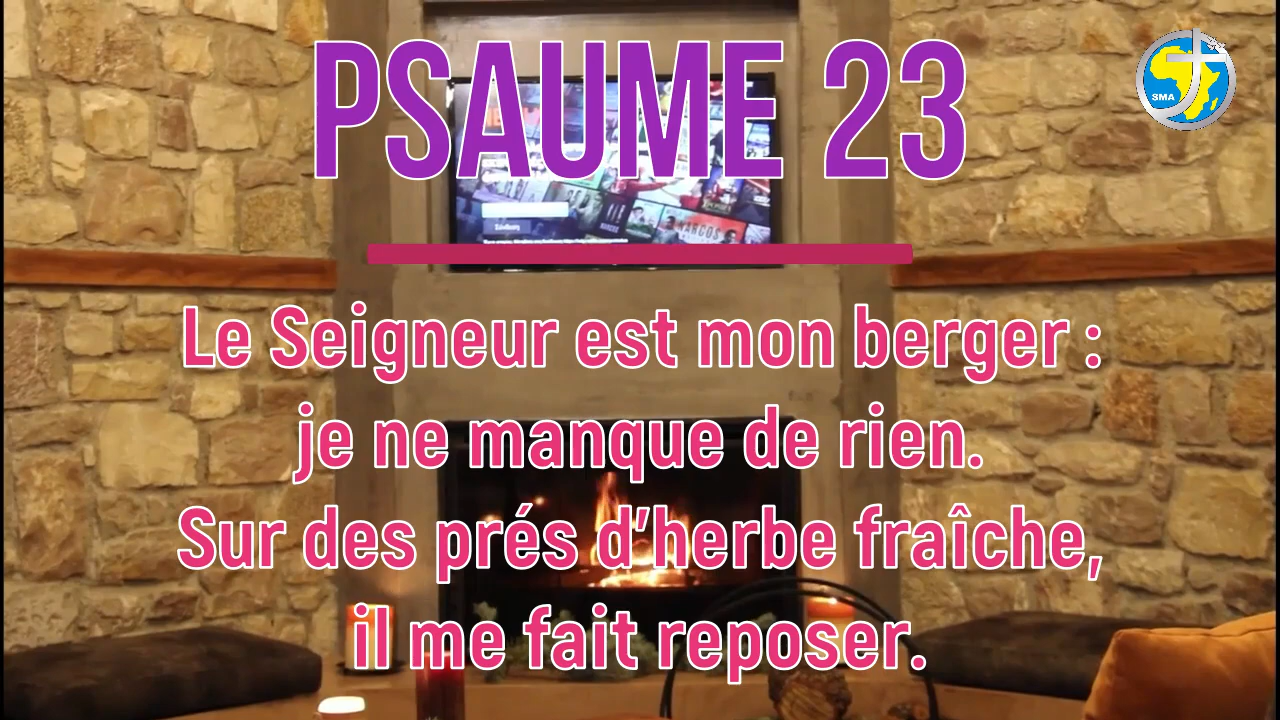 PSAUME 23
SMA
NARCOS
Le Seigneur est mon berger :
je ne manque de rien.
Sur des prés d'herbe fraîche,
il me fait reposer.